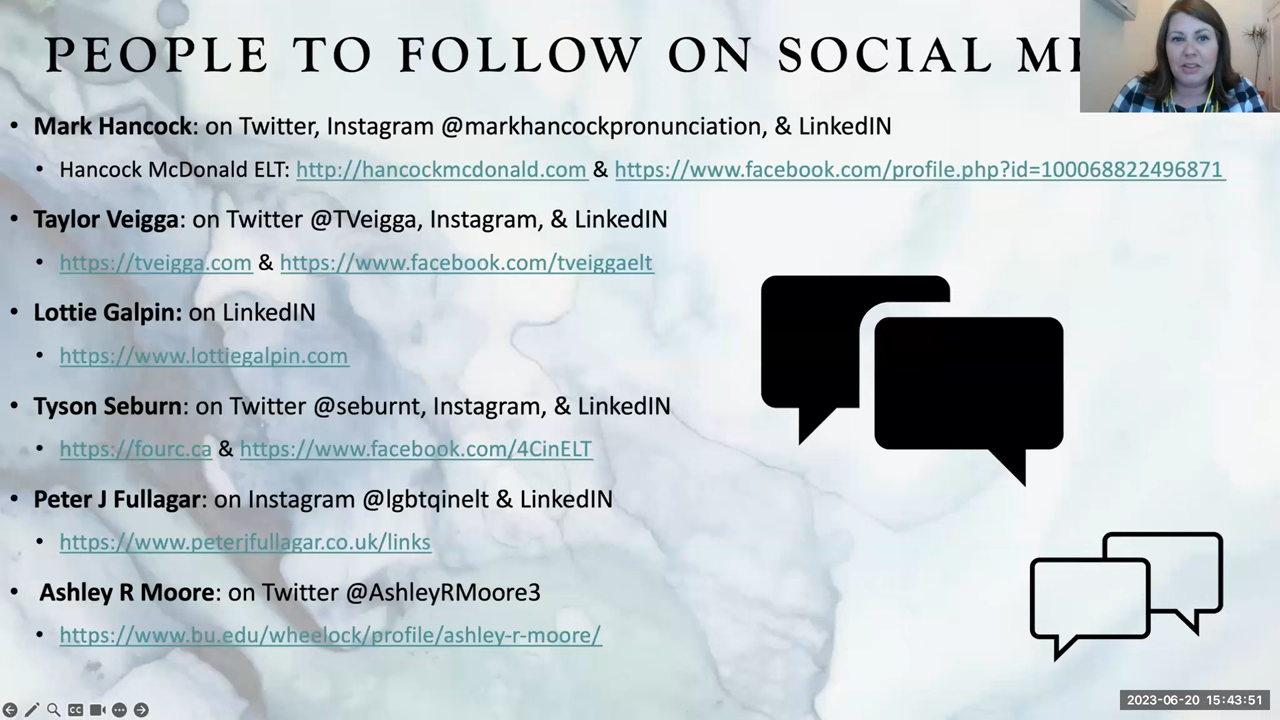 PEOPLE TO FOLLOW ON SOCIAL
• Mark Hancock: on Twitter, Instagram @markhancockpronunciation, & LinkedIN
• Hancock McDonald ELT: http://hancockmcdonald.com & https://www.facebook.com/profile.php?id=100068822496871
• Taylor Veigga: on Twitter @TVeigga, Instagram, & LinkedIN
• https://tveigga.com & https://www.facebook.com/tveiggaelt
• Lottie Galpin: on LinkedIN
• https://www.lottiegalpin.com
• Tyson Seburn: on Twitter @seburnt, Instagram, & LinkedIN
• https://fourc.ca & https://www.facebook.com/4CinELT
• Peter J Fullagar: on Instagram @lgbtqinelt & LinkedIN
• https://www.peterjfullagar.co.uk/links
• Ashley R Moore: on Twitter @AshleyRMoore3
• https://www.bu.edu/wheelock/profile/ashley-r-moore/
CC
2023-06-20 15:43:51